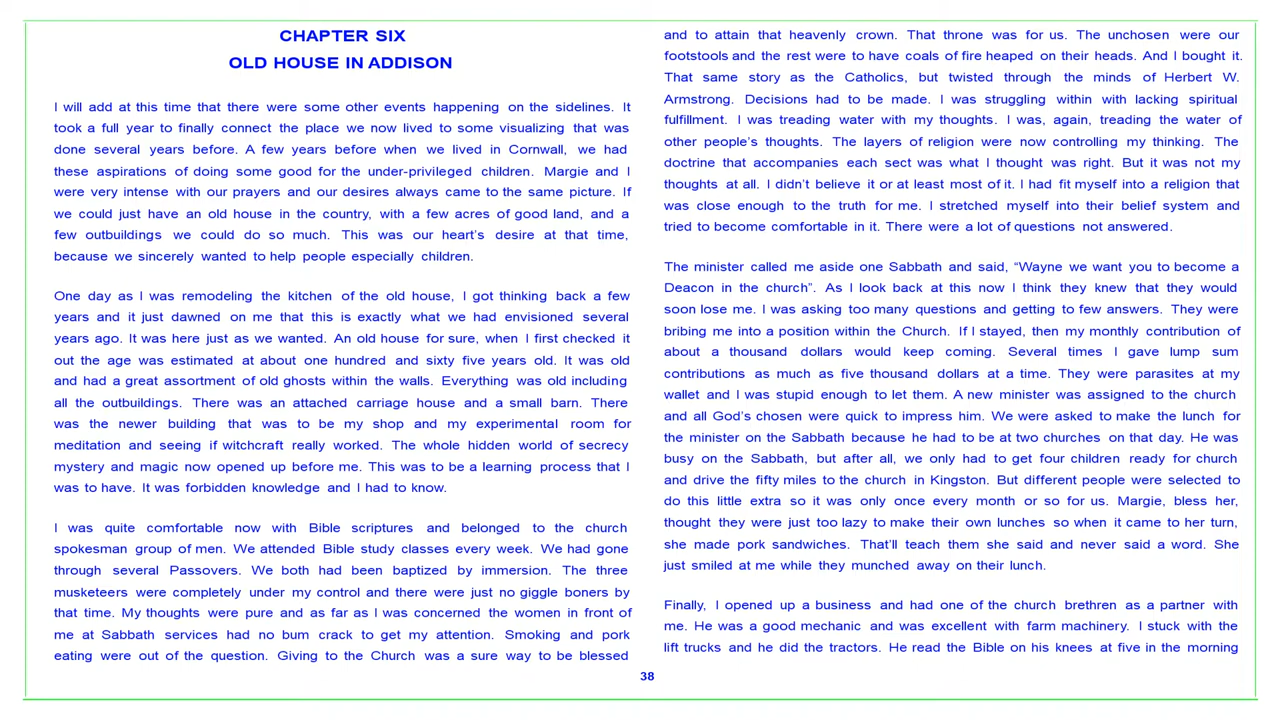 CHAPTER SIX
OLD HOUSE IN ADDISON
I will add at this time that there were some other events happening on the sidelines. It
took a full year to finally connect the place we now lived to some visualizing that was
done several years before. A few years before when we lived in Cornwall, we had
these aspirations of doing some good for the under-privileged children. Margie and I
were very intense with our prayers and our desires always came to the same picture. If
we could just have an old house in the country, with a few acres of good land, and a
few outbuildings we could do so much. This was our heart's desire at that time,
because we sincerely wanted to help people especially children.
One day as I was remodeling the kitchen of the old house, I got thinking back a few
years and it just dawned on me that this is exactly what we had envisioned several
years ago. It was here just as we wanted. An old house for sure, when I first checked it
out the age was estimated at about one hundred and sixty five years old. It was old
and had a great assortment of old ghosts within the walls. Everything was old including
all the outbuildings. There was an attached carriage house and a small barn. There
was the newer building that was to be my shop and my experimental room for
meditation and seeing if witchcraft really worked. The whole hidden world of secrecy
mystery and magic now opened up before me. This was to be a learning process that I
was to have. It was forbidden knowledge and I had to know.
I was quite comfortable now with Bible scriptures and belonged to the church
spokesman group of men. We attended Bible study classes every week. We had gone
through several Passovers. We both had been baptized by immersion. The three
musketeers were completely under my control and there were just no giggle boners by
that time. My thoughts were pure and as far as I was concerned the women in front of
me at Sabbath services had no bum crack to get my attention. Smoking and pork
eating were out of the question. Giving to the Church was a sure way to be blessed
and to attain that heavenly crown. That throne was for us. The unchosen were our
footstools and the rest were to have coals of fire heaped on their heads. And I bought it.
That same story as the Catholics, but twisted through the minds of Herbert W.
Armstrong. Decisions had to be made. I was struggling within with lacking spiritual
fulfillment. I was treading water with my thoughts. I was, again, treading the water of
other people's thoughts. The layers of religion were now controlling my thinking. The
doctrine that accompanies each sect was what I thought was right. But it was not my
thoughts at all. I didn't believe it or at least most of it. I had fit myself into a religion that
was close enough to the truth for me. I stretched myself into their belief system and
tried to become comfortable in it. There were a lot of questions not answered.
The minister called me aside one Sabbath and said, “Wayne we want you to become a
Deacon in the church”. As I look back at this now I think they knew that they would
soon lose me. I was asking too many questions and getting to few answers. They were
bribing me into a position within the Church. If I stayed, then my monthly contribution of
about a thousand dollars would keep coming. Several times I gave lump sum
contributions as much as five thousand dollars at a time. They were parasites at my
wallet and I was stupid enough to let them. A new minister was assigned to the church
and all God's chosen were quick to impress him. We were asked to make the lunch for
the minister on the Sabbath because he had to be at two churches on that day. He was
busy on the Sabbath, but after all, we only had to get four children ready for church
and drive the fifty miles to the church in Kingston. But different people were selected to
do this little extra so it was only once every month or so for us. Margie, bless her,
thought they were just too lazy to make their own lunches so when it came to her turn,
she made pork sandwiches. That'll teach them she said and never said a word. She
just smiled at me while they munched away on their lunch.
Finally, I opened up a business and had one of the church brethren as a partner with
me. He was a good mechanic and was excellent with farm machinery. I stuck with the
lift trucks and he did the tractors. He read the Bible on his knees at five in the morning
38